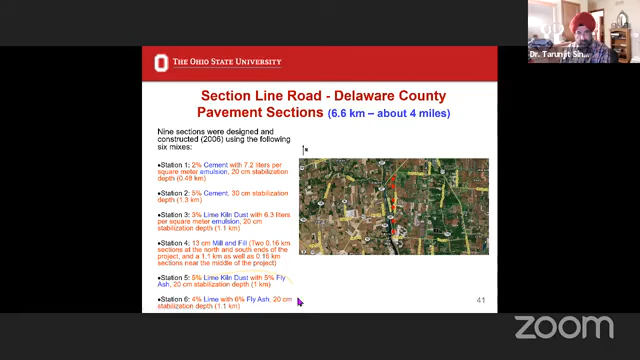 Dr. Tarunjit Sin...
THE OHIO STATE UNIVERSITY
Section Line Road - Delaware County
Pavement Sections (6.6 km – about 4 miles)
Nine sections were designed and
constructed (2006) using the following
six mixes:
•Station 1: 2% Cement with 7.2 liters per
square meter emulsion, 20 cm stabilization
depth (0.48 km)
•Station 2: 5% Cement, 30 cm stabilization
depth (1.3 km)
•Station 3: 3% Lime Kiln Dust with 6.3 liters
per square meter emulsion, 20 cm
stabilization depth (1.1 km)
•Station 4: 13 cm Mill and Fill (Two 0.16 km
sections at the north and south ends of the
project, and a 1.1 km as well as 0.16 km
sections near the middle of the project)
•Station 5: 5% Lime Kiln Dust with 5% Fly
Ash, 20 cm stabilization depth (1 km)
•Station 6: 4% Lime with 6% Fly Ash, 20 cm
stabilization depth (1.1 km)
41
zoom